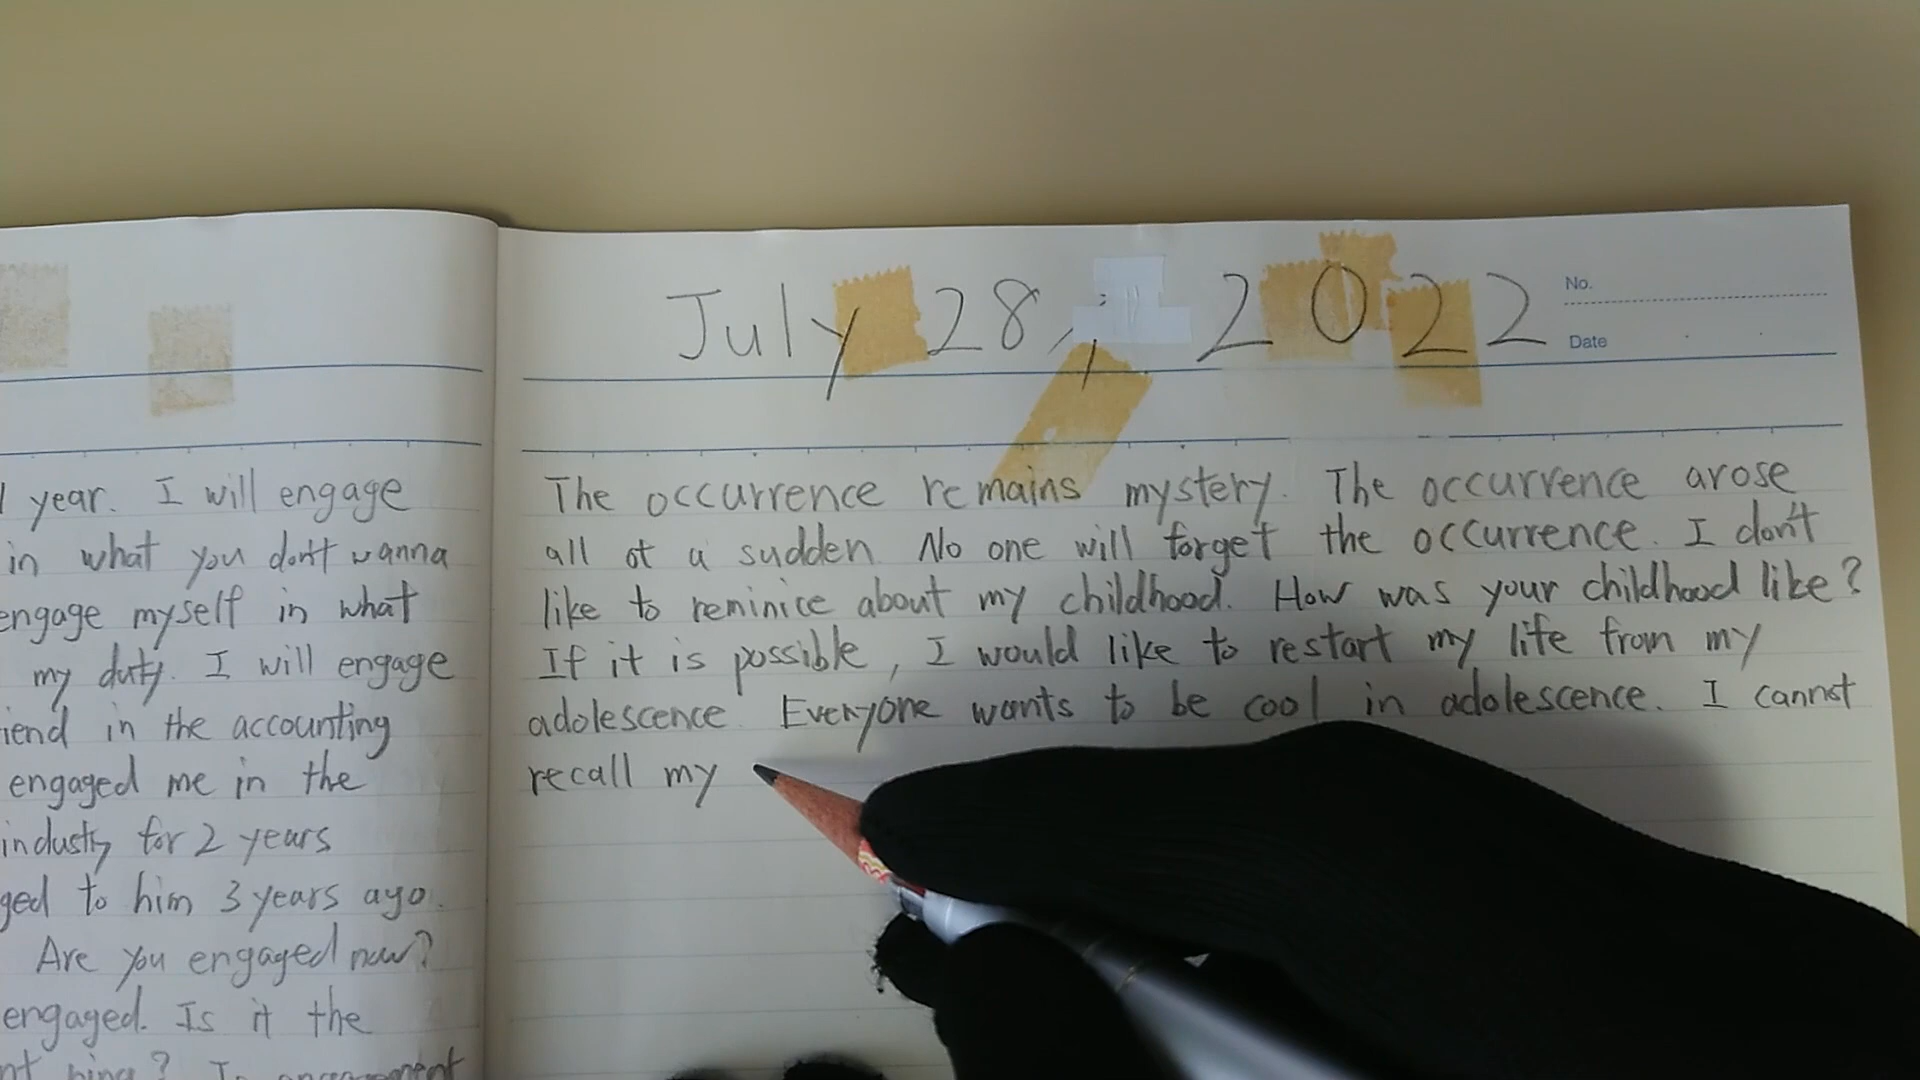 1 year. I will engage
in what you don't wanna
engage myself in what
my duty. I will engage
in the accounting
engaged me in the
industry for 2 years
to him 3 years ago.
Are you engaged now?
engaged. Is it the
July 28, 2022
No.
Date
The occurrence remains mystery. The occurrence arose
all of a sudden No one will forget the occurrence. I don't
like to reminice about my childhood. How was your childhood like?
If it is possible, I would like to restart my life from my
adolescence. Everyone wants to be cool in adolescence. I cannot
recall my